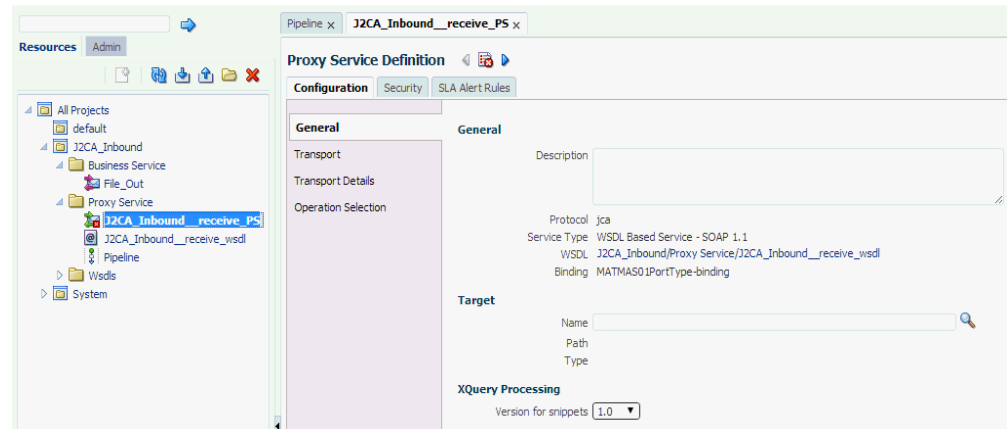 Pipeline x J2CA_Inbound__receive_PS x
Resources Admin
Proxy Service Definition
Configuration Security SLA Alert Rules
All Projects
default
J2CA_Inbound
Business Service
File_Out
Proxy Service
J2CA_Inbound__receive_PS
J2CA_Inbound__receive_wsdl
Pipeline
Wsdls
System
General
Transport
Transport Details
Operation Selection
General
Description
Protocol jca
Service Type WSDL Based Service - SOAP 1.1
WSDL J2CA_Inbound/Proxy Service/J2CA_Inbound__receive_wsdl
Binding MATMAS01PortType-binding
Target
Name
Path
Type
XQuery Processing
Version for snippets 1.0